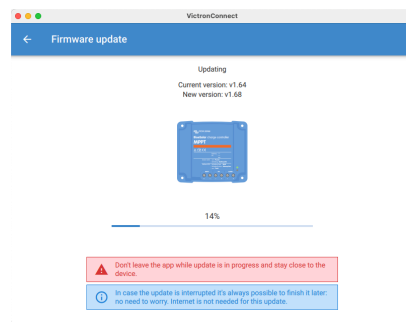 VictronConnect
Firmware update
Updating
Current version: v1.64
New version: v1.68
MPPT
14%
Don't leave the app while update is in progress and stay close to the
device.
In case the update is interrupted it's always possible to finish it later:
no need to worry. Internet is not needed for this update.